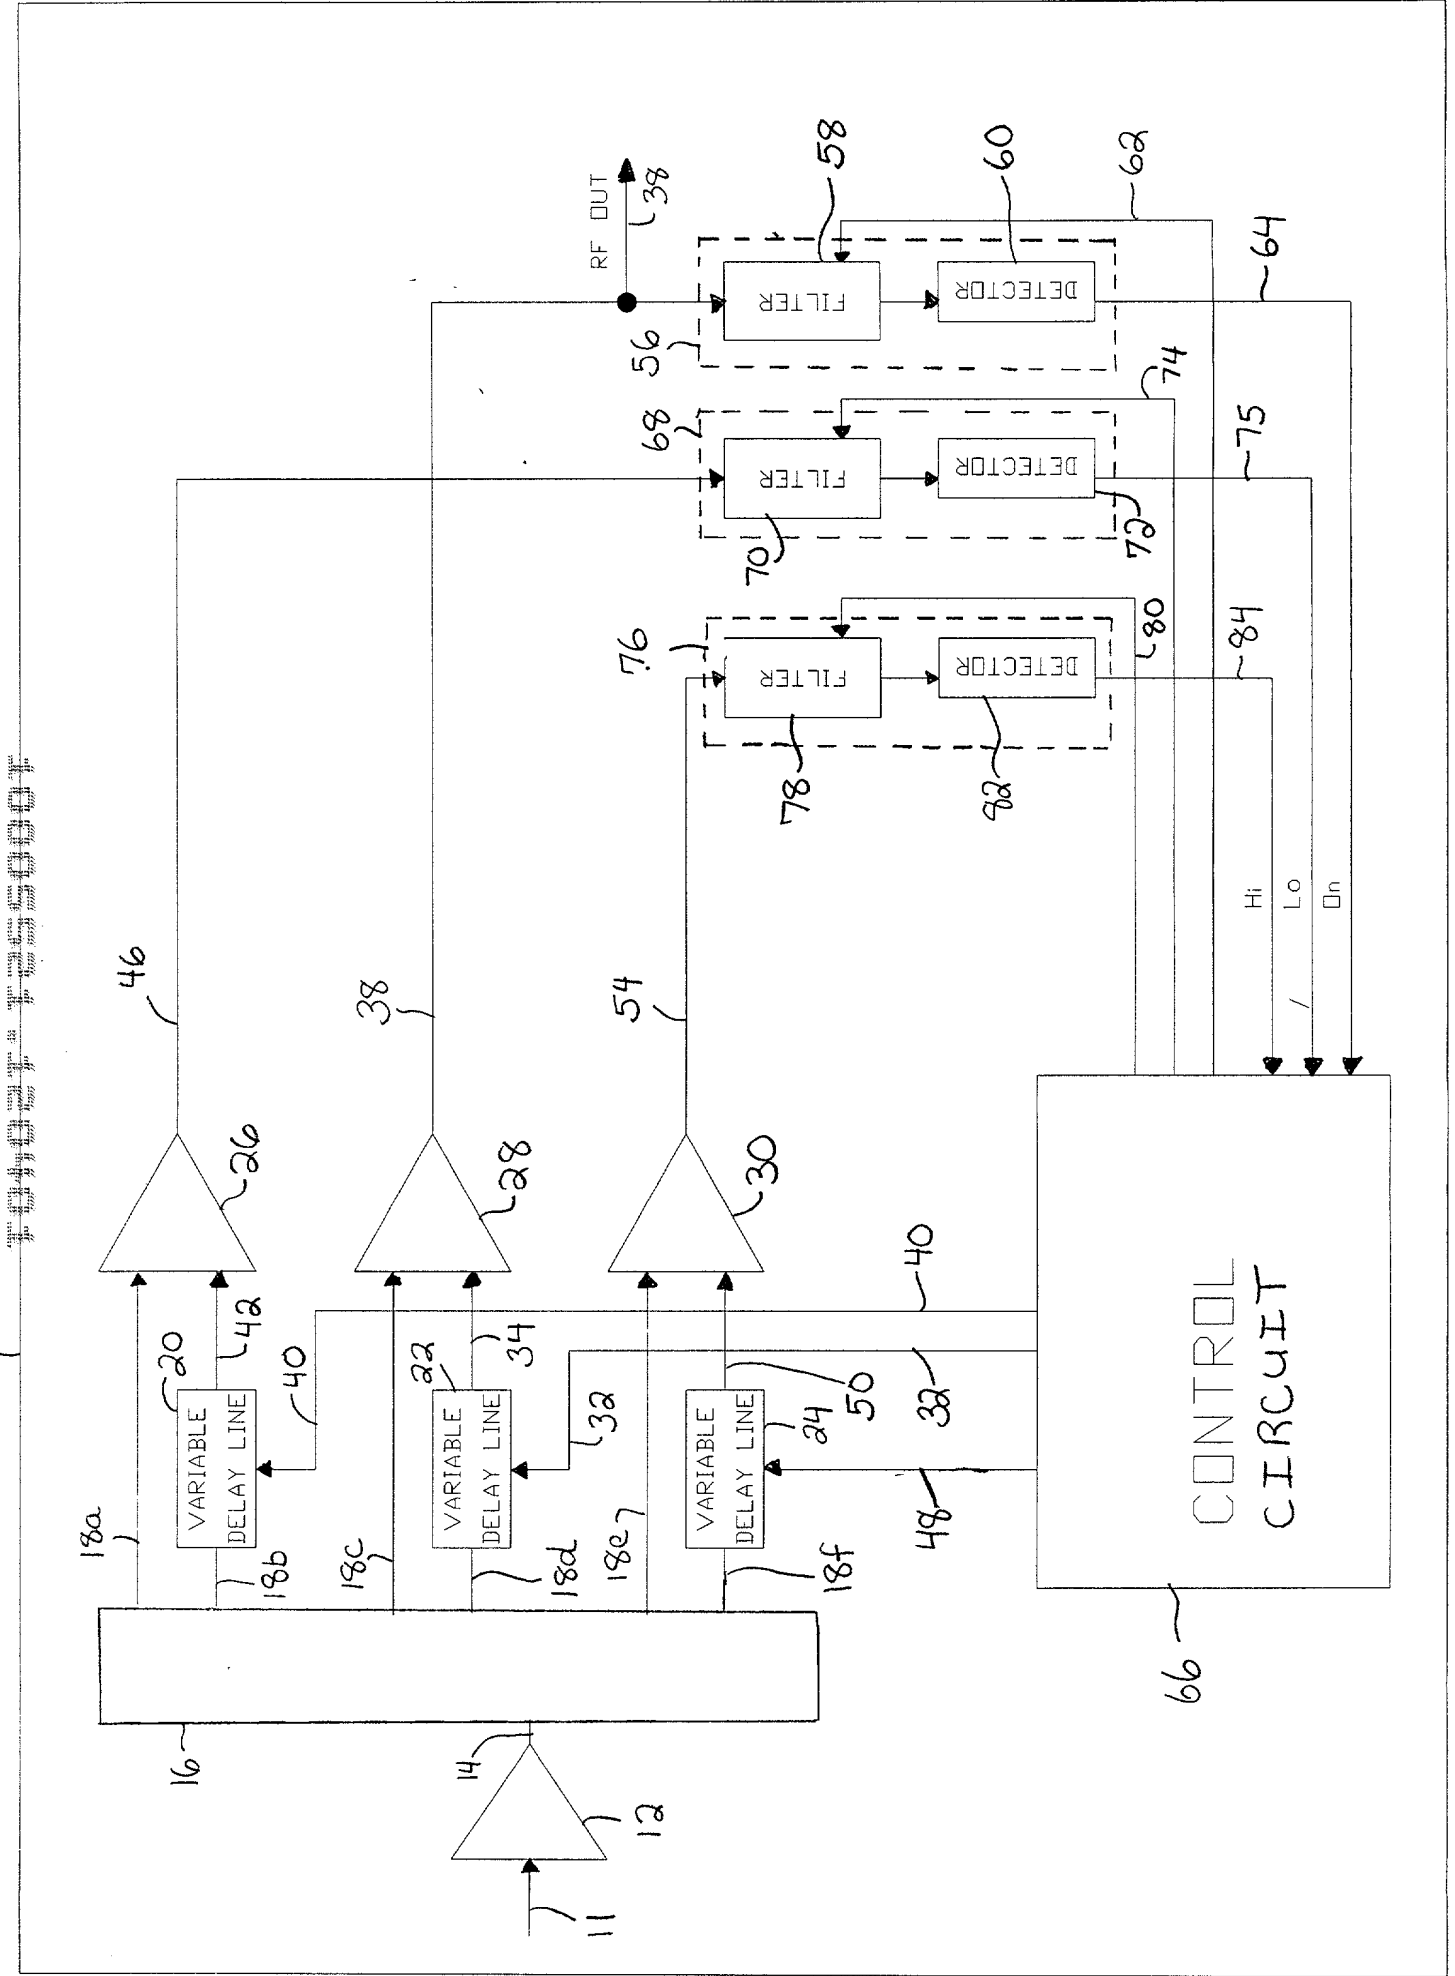 11
12
14
16
18a
18b
18c
18d
18e
18f
20
VARIABLE
DELAY LINE
42
26
46
40
40
22
VARIABLE
DELAY LINE
34
28
38
32
32
24
VARIABLE
DELAY LINE
50
30
54
48
66
CONTROL
CIRCUIT
Hi
Lo
On
RF OUT
38
56
FILTER
58
DETECTOR
60
62
64
68
FILTER
70
DETECTOR
72
74
75
76
FILTER
78
DETECTOR
82
80
84